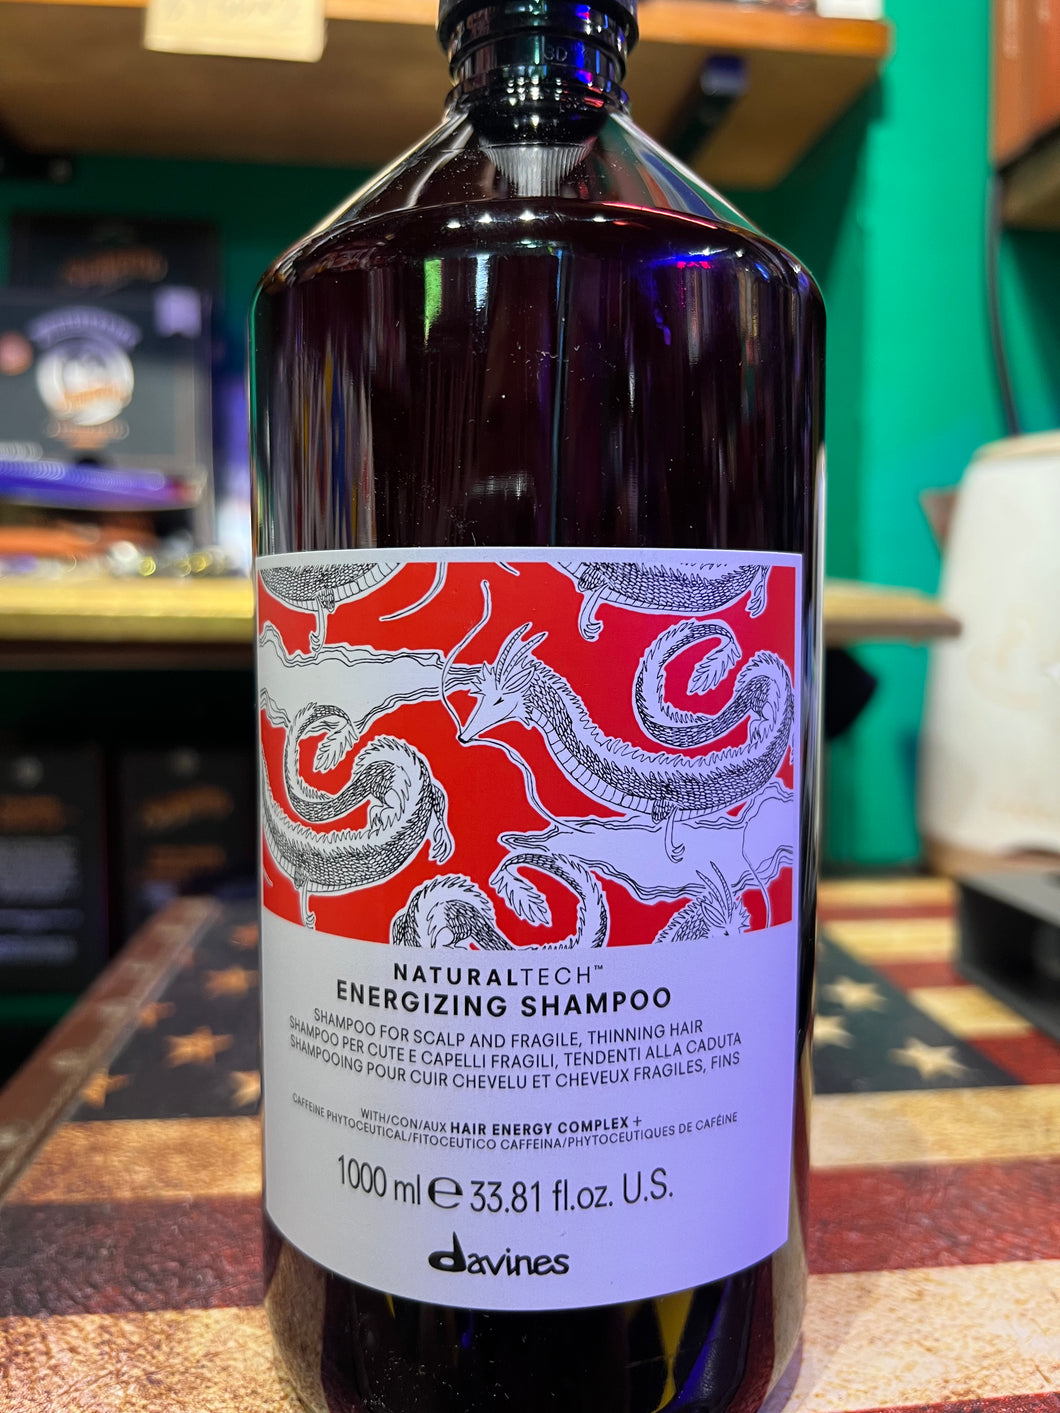 NATURALTECH™
ENERGIZING SHAMPOO
SHAMPOO FOR SCALP AND FRAGILE, THINNING HAIR
SHAMPOO PER CUTE E CAPELLI FRAGILI, TENDENTI ALLA CADUTA
SHAMPOOING POUR CUIR CHEVELU ET CHEVEUX FRAGILES, FINS
WITH/CON/AUX HAIR ENERGY COMPLEX +
CAFFEINE PHYTOCEUTICAL/FITOCEUTICO CAFFEINA/PHYTOCEUTIQUES DE CAFÉINE
1000 ml ℮ 33.81 fl.oz. U.S.
davines